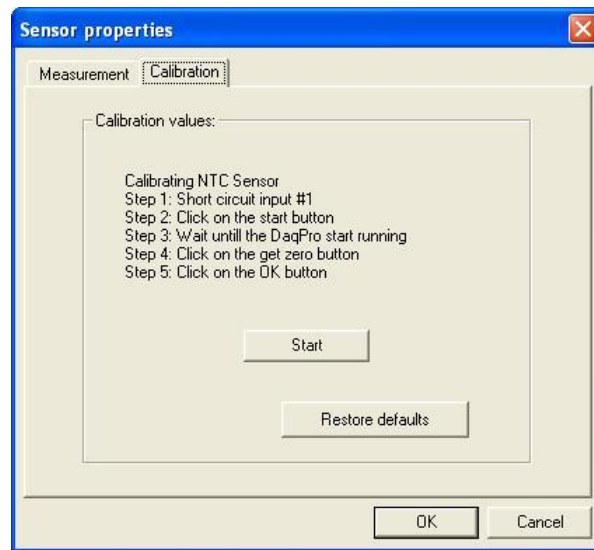 Sensor properties
Measurement Calibration
Calibration values:
Calibrating NTC Sensor
Step 1: Short circuit input #1
Step 2: Click on the start button
Step 3: Wait untill the DaqPro start running
Step 4: Click on the get zero button
Step 5: Click on the OK button
Start
Restore defaults
OK Cancel